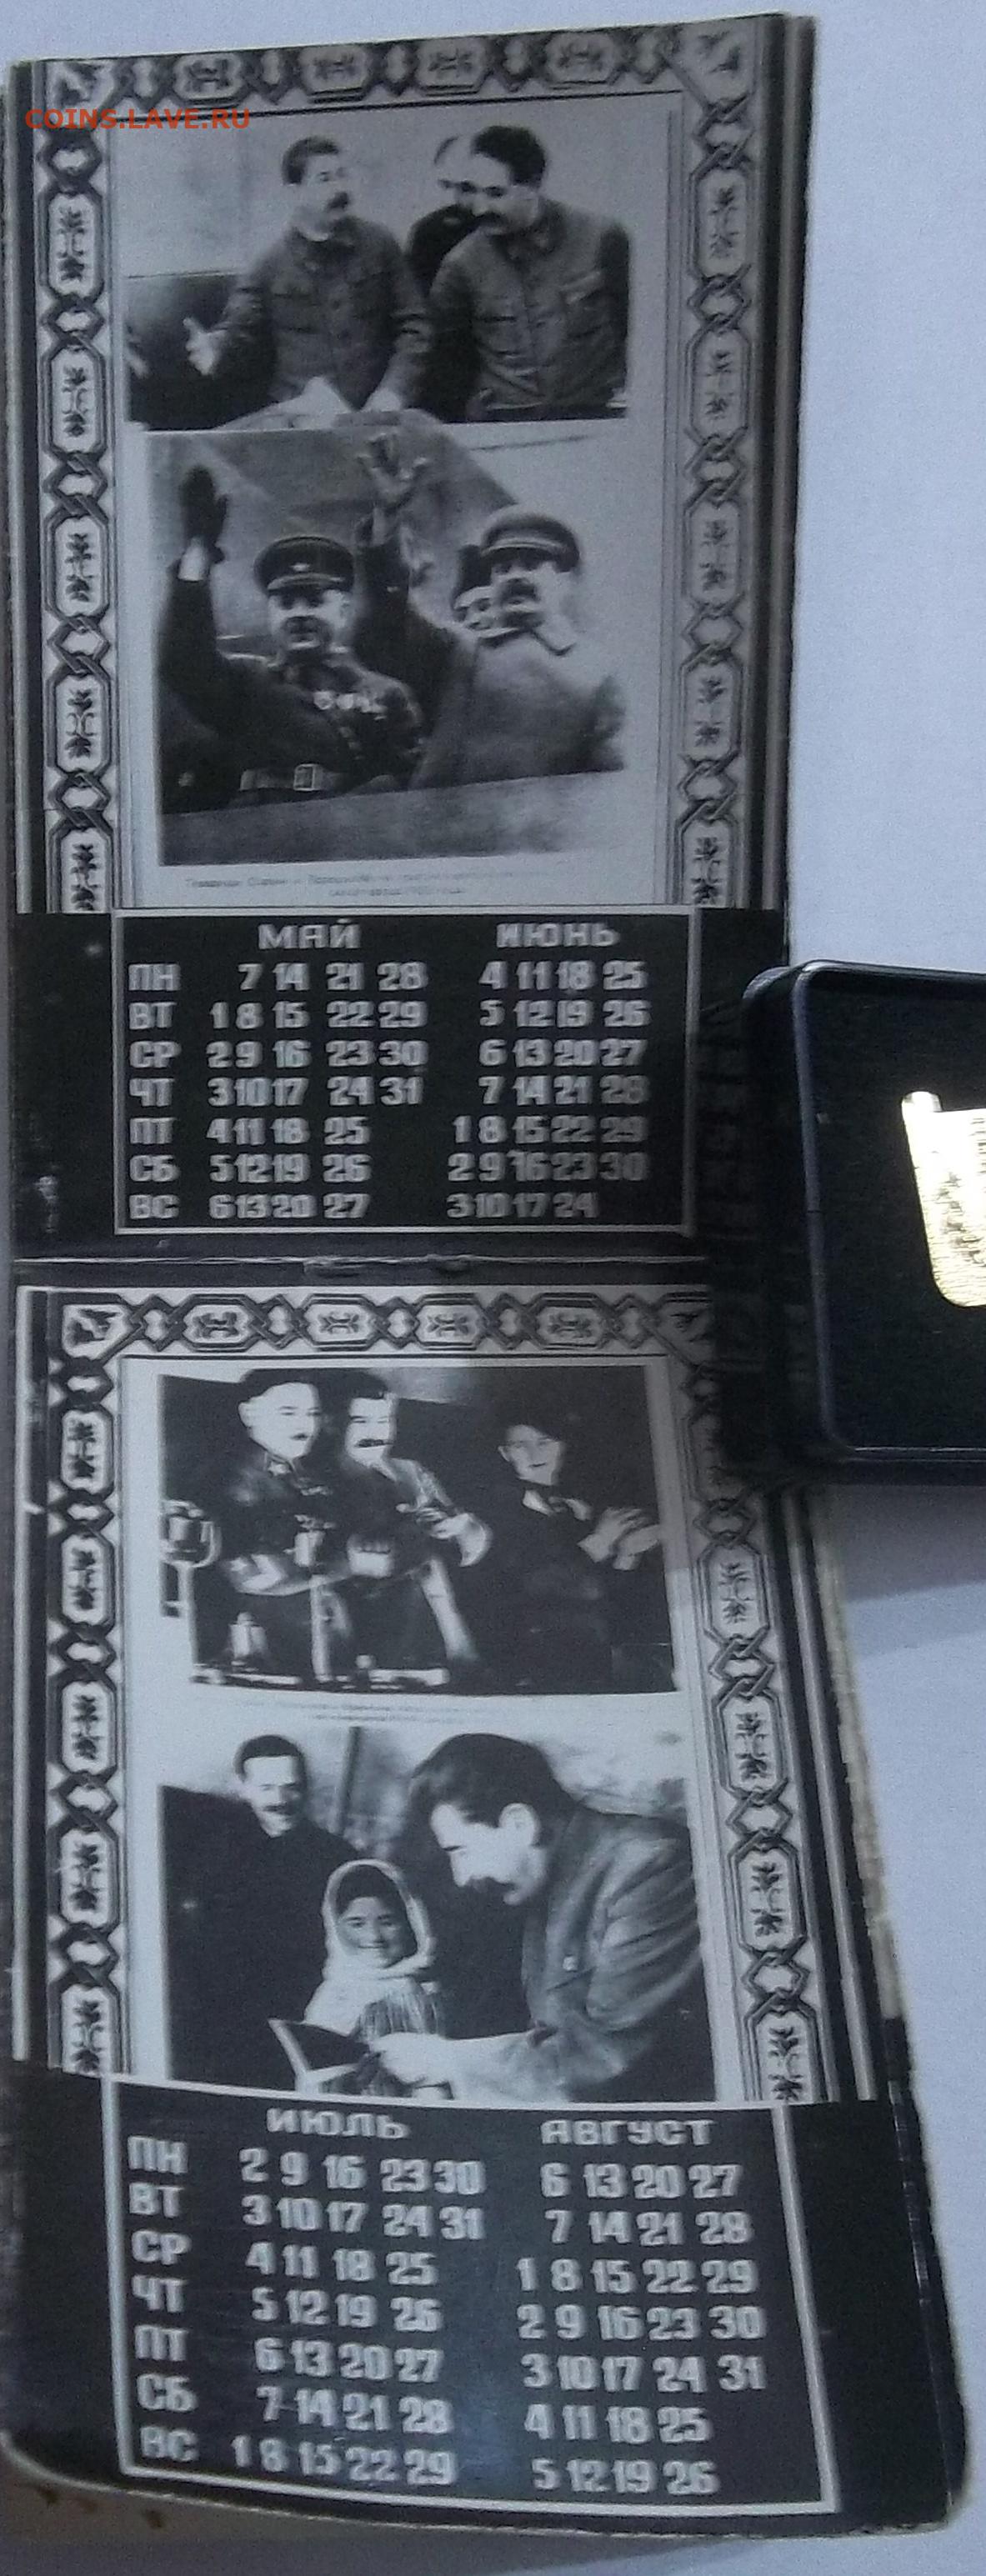 COINS.LAVE.RU
МАЙ ИЮНЬ
ПН 7 14 21 28 4 11 18 25
ВТ 1 8 15 22 29 5 12 19 26
СР 2 9 16 23 30 6 13 20 27
ЧТ 3 10 17 24 31 7 14 21 28
ПТ 4 11 18 25 1 8 15 22 29
СБ 5 12 19 26 2 9 16 23 30
ВС 6 13 20 27 3 10 17 24
ИЮЛЬ АВГУСТ
ПН 2 9 16 23 30 6 13 20 27
ВТ 3 10 17 24 31 7 14 21 28
СР 4 11 18 25 1 8 15 22 29
ЧТ 5 12 19 26 2 9 16 23 30
ПТ 6 13 20 27 3 10 17 24 31
СБ 7 14 21 28 4 11 18 25
ВС 1 8 15 22 29 5 12 19 26